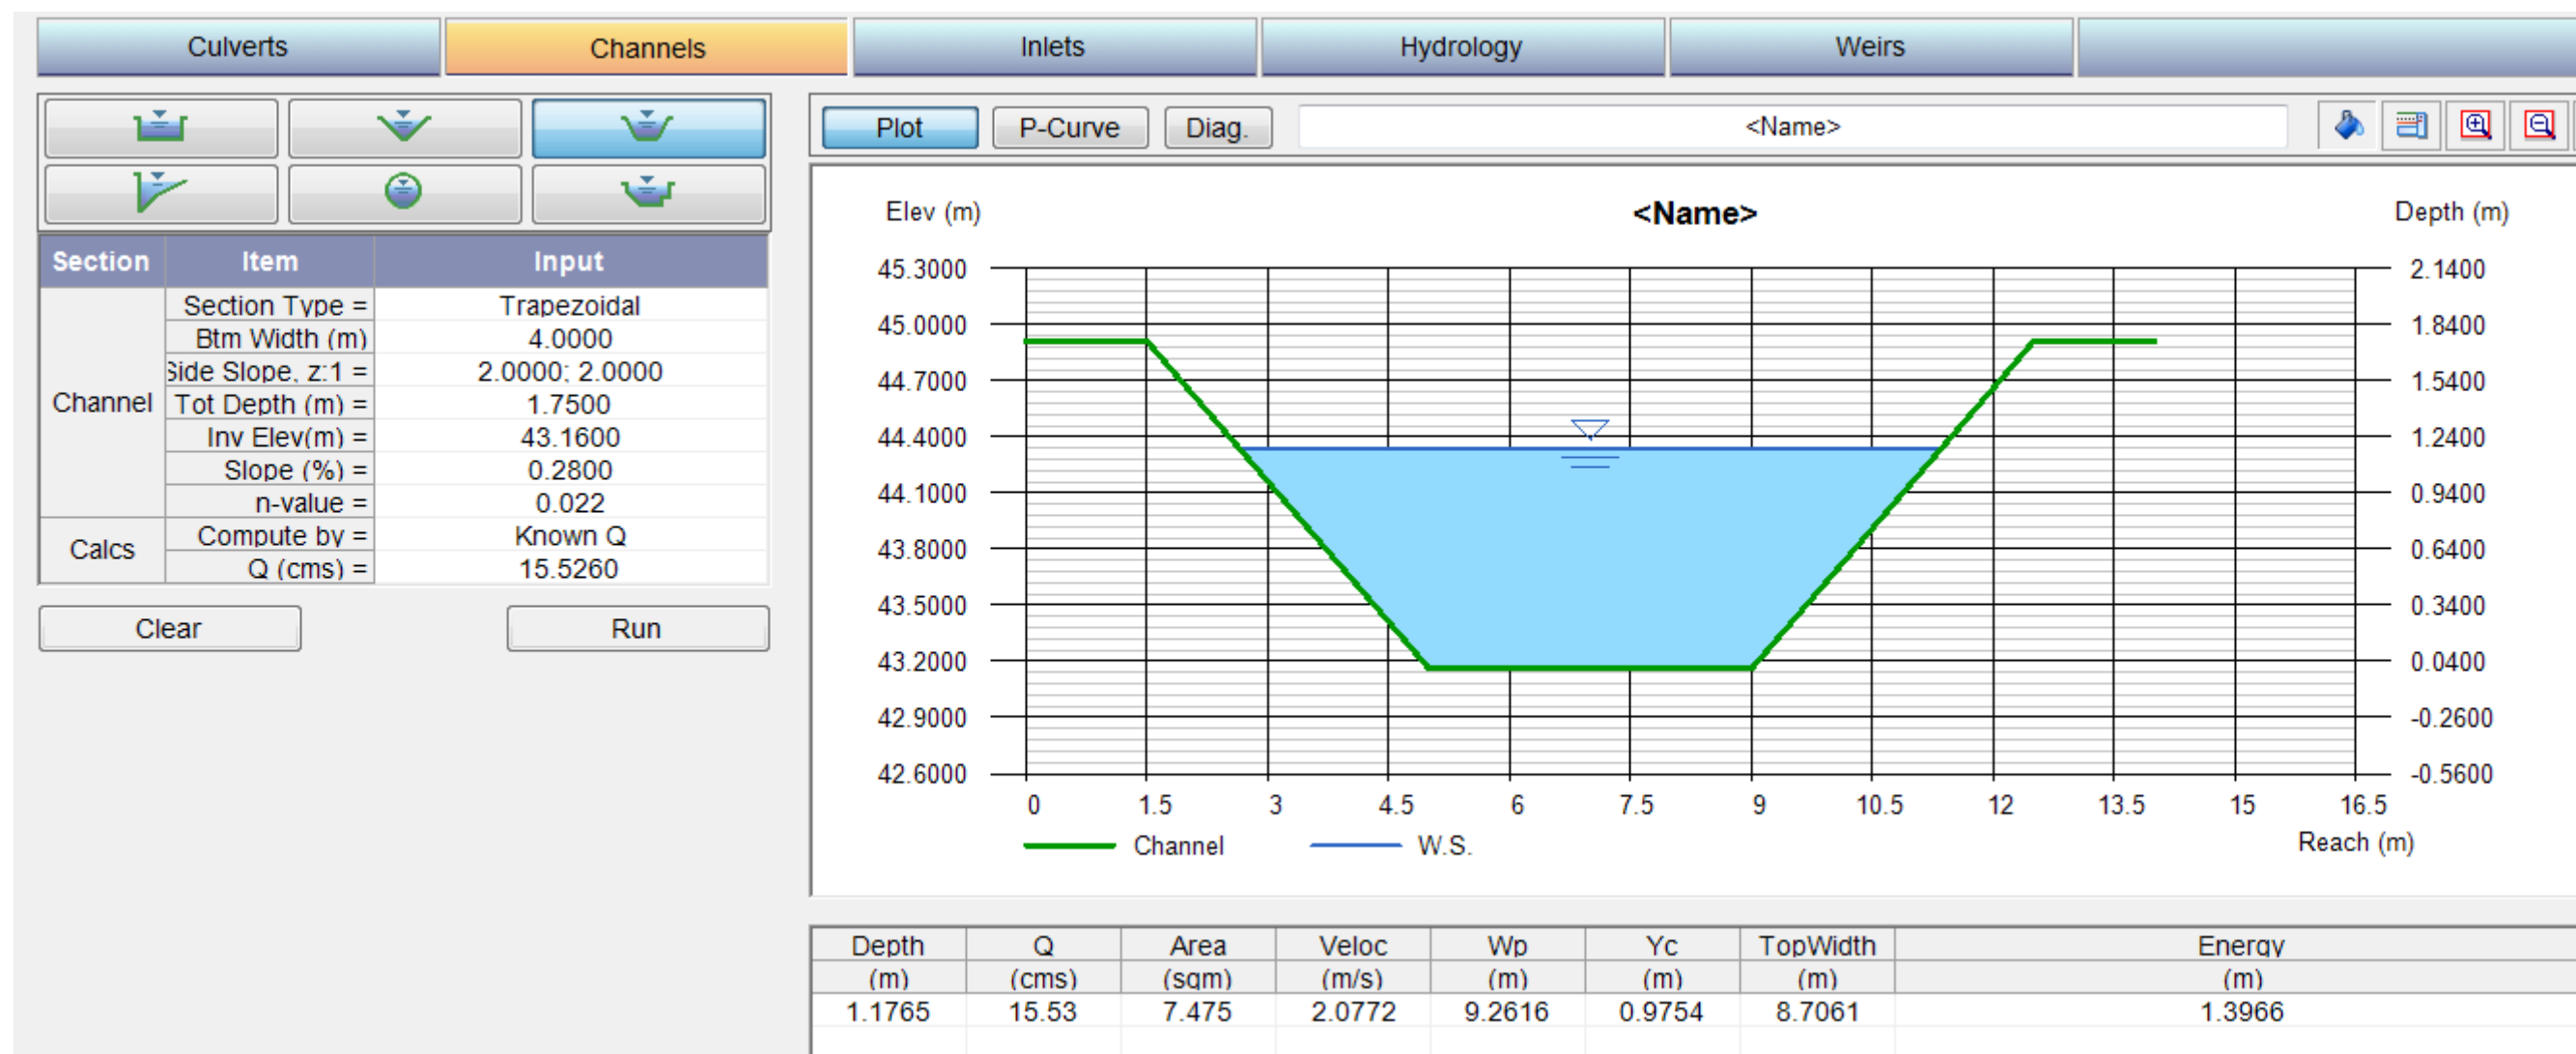 Culverts Channels Inlets Hydrology Weirs
Plot P-Curve Diag. <Name>
Section Item Input
Channel
Section Type = Trapezoidal
Btm Width (m) 4.0000
Side Slope, z:1 = 2.0000; 2.0000
Tot Depth (m) = 1.7500
Inv Elev(m) = 43.1600
Slope (%) = 0.2800
n-value = 0.022
Calcs
Compute by = Known Q
Q (cms) = 15.5260
Clear Run
Elev (m) <Name> Depth (m)
45.3000 2.1400
45.0000 1.8400
44.7000 1.5400
44.4000 1.2400
44.1000 0.9400
43.8000 0.6400
43.5000 0.3400
43.2000 0.0400
42.9000 -0.2600
42.6000 -0.5600
0 1.5 3 4.5 6 7.5 9 10.5 12 13.5 15 16.5
Channel W.S. Reach (m)
Depth Q Area Veloc Wp Yc TopWidth Energy
(m) (cms) (sqm) (m/s) (m) (m) (m) (m)
1.1765 15.53 7.475 2.0772 9.2616 0.9754 8.7061 1.3966